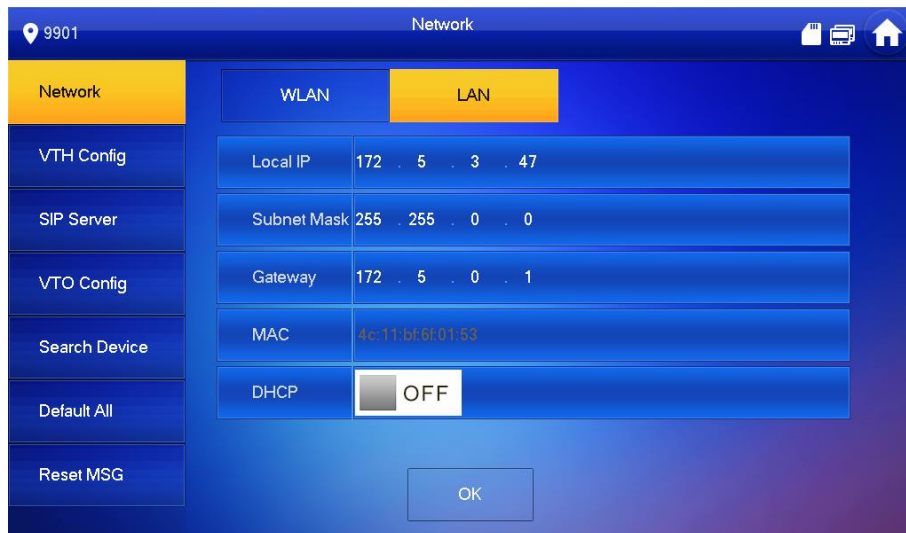 9901
Network
Network
WLAN
LAN
VTH Config
Local IP 172 . 5 . 3 . 47
SIP Server
Subnet Mask 255 . 255 . 0 . 0
VTO Config
Gateway 172 . 5 . 0 . 1
Search Device
MAC 4c:11:bf:6f:01:53
Default All
DHCP OFF
Reset MSG
OK